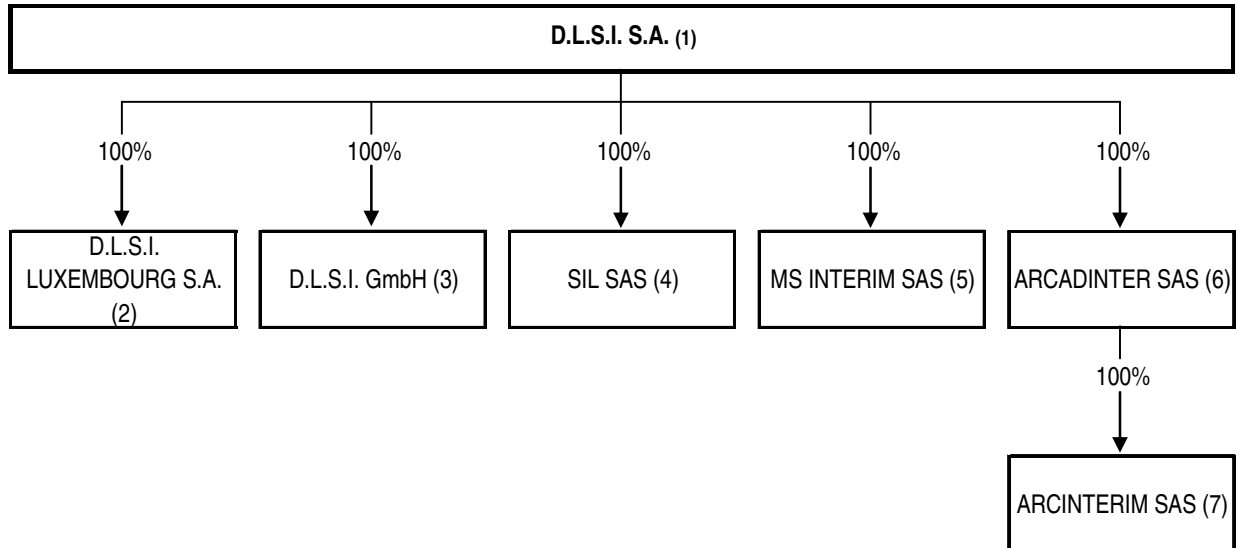 D.L.S.I. S.A. (1)
100% 100% 100% 100% 100%
D.L.S.I.
LUXEMBOURG S.A.
(2)
D.L.S.I. GmbH (3)
SIL SAS (4)
MS INTERIM SAS (5)
ARCADINTER SAS (6)
100%
ARCINTERIM SAS (7)